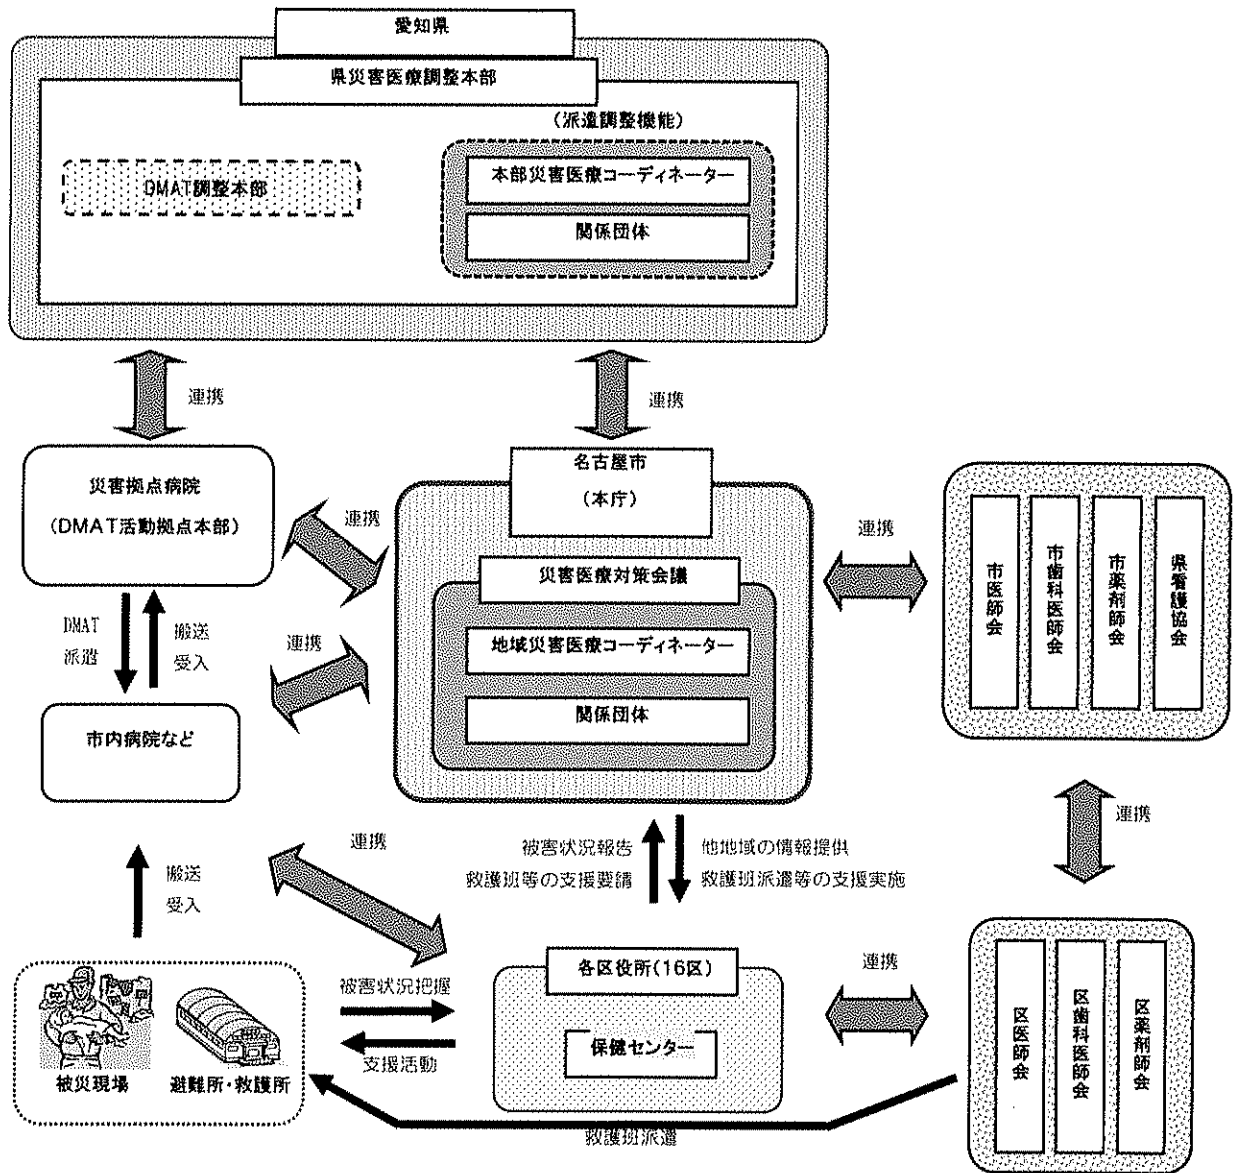 愛知県
県災害医療調整本部
（派遣調整機能）
DMAT調整本部
本部災害医療コーディネーター
関係団体
連携
連携
災害拠点病院
（DMAT活動拠点本部）
連携
名古屋市
（本庁）
災害医療対策会議
地域災害医療コーディネーター
関係団体
連携
市医師会
市歯科医師会
市薬剤師会
県看護協会
DMAT
派遣
搬送
受入
連携
市内病院など
連携
搬送
受入
連携
被害状況報告
救護班等の支援要請
他地域の情報提供
救護班派遣等の支援実施
各区役所(16区)
保健センター
連携
区医師会
区歯科医師会
区薬剤師会
被害状況把握
支援活動
被災現場
避難所・救護所
救護班派遣